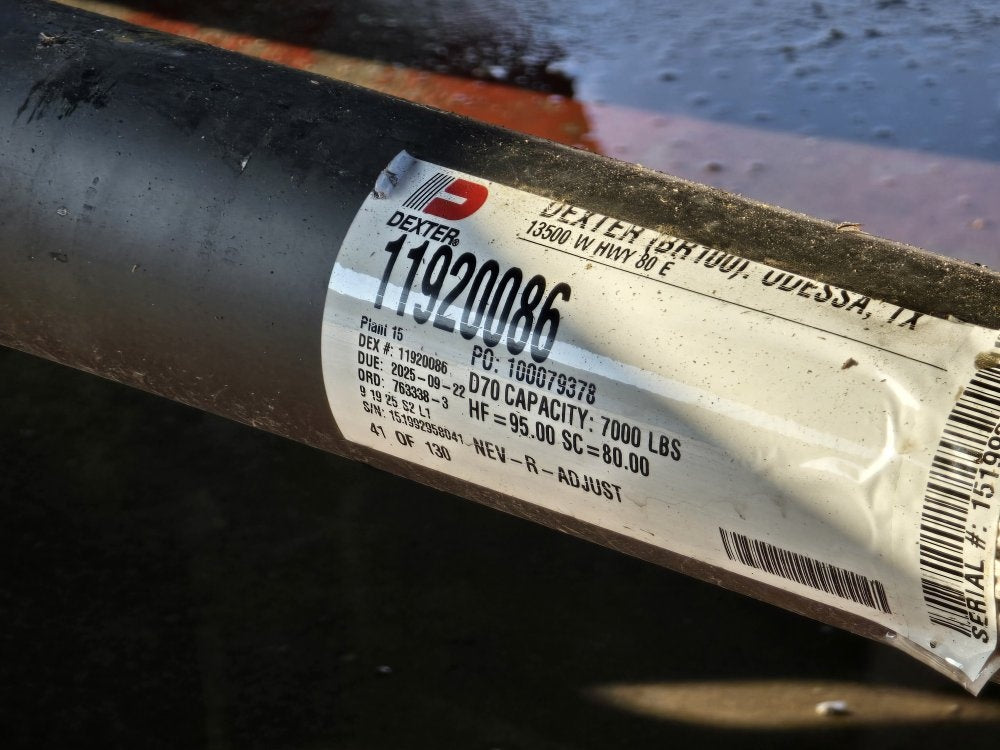 DEXTER
DEXTER (BR100). ODESSA, TX
13500 W HWY 80 E
11920086
Plant 15
DEX #: 11920086
DUE: 2025-09-22
ORD: 763338-3
9 19 25 S2 L1
S/N: 151992958041
41 OF 130
PO: 100079378
D70 CAPACITY: 7000 LBS
HF=95.00 SC=80.00
NEV-R-ADJUST
SERIAL #: